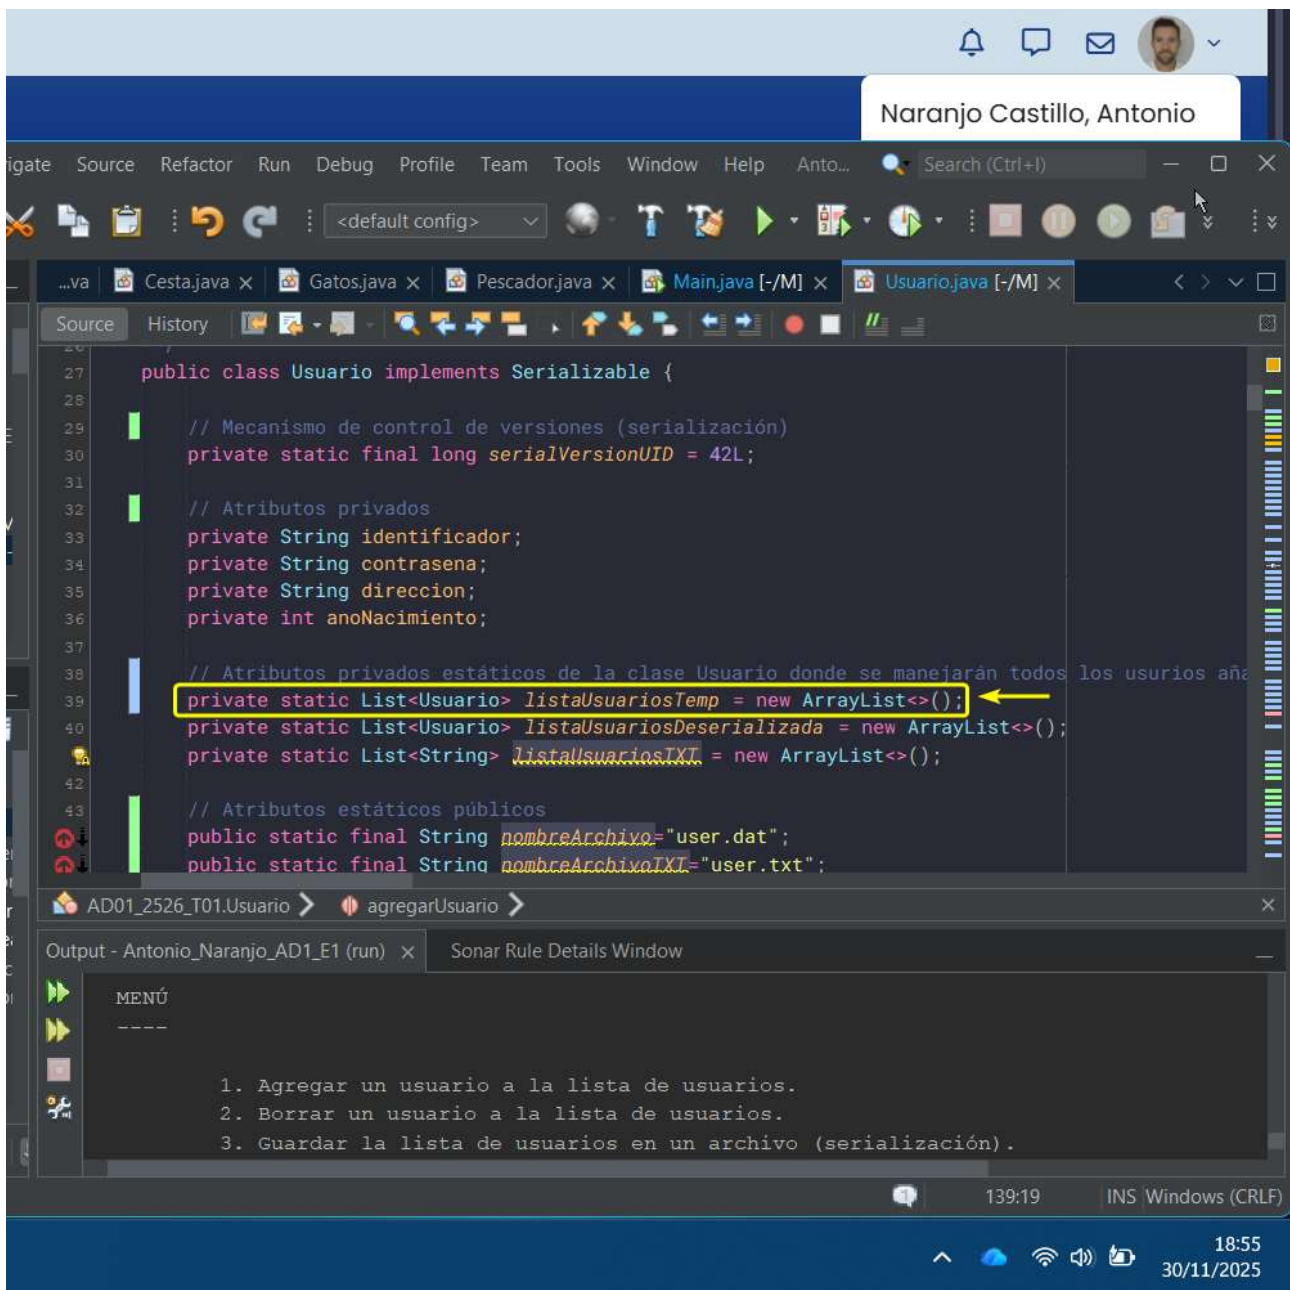 Naranjo Castillo, Antonio
Source Refactor Run Debug Profile Team Tools Window Help Anto... Search (Ctrl+I)
<default config>
...va Cesta.java Gatos.java Pescador.java Main.java [-/M] Usuario.java [-/M]
Source History
27 public class Usuario implements Serializable {
28
29 // Mecanismo de control de versiones (serialización)
30 private static final long serialVersionUID = 42L;
31
32 // Atributos privados
33 private String identificador;
34 private String contrasena;
35 private String direccion;
36 private int anoNacimiento;
37
38 // Atributos privados estáticos de la clase Usuario donde se manejarán todos los usurios aña
39 private static List<Usuario> listaUsuariosTemp = new ArrayList<>();
40 private static List<Usuario> listaUsuariosDeserializada = new ArrayList<>();
private static List<String> listaUsuariosTXT = new ArrayList<>();
42
43 // Atributos estáticos públicos
public static final String nombreArchivo="user.dat";
public static final String nombreArchivoTXT="user.txt";
AD01_2526_T01.Usuario agregarUsuario
Output - Antonio_Naranjo_AD1_E1 (run) Sonar Rule Details Window
MENÚ
----
1. Agregar un usuario a la lista de usuarios.
2. Borrar un usuario a la lista de usuarios.
3. Guardar la lista de usuarios en un archivo (serialización).
1 139:19 INS Windows (CRLF)
18:55
30/11/2025